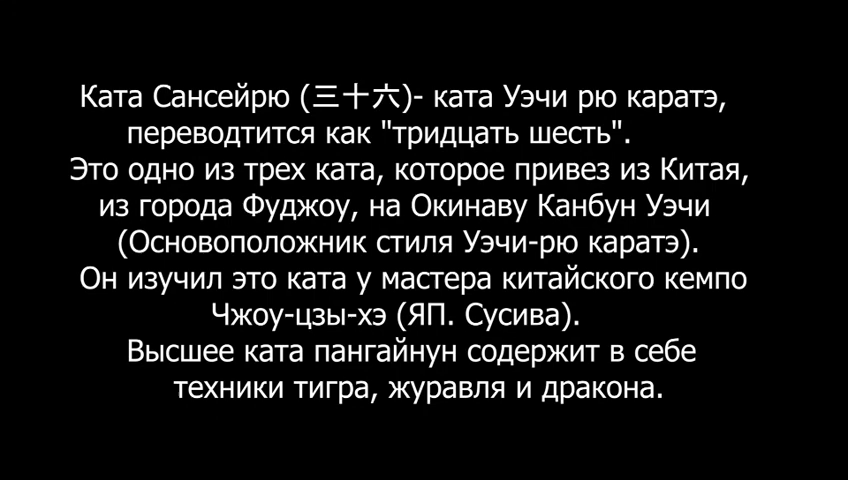 Ката Сансейрю (三十六)- ката Уэчи рю каратэ,
переводтится как "тридцать шесть".
Это одно из трех ката, которое привез из Китая,
из города Фуджоу, на Окинаву Канбун Уэчи
(Основоположник стиля Уэчи-рю каратэ).
Он изучил это ката у мастера китайского кемпо
Чжоу-цзы-хэ (ЯП. Сусива).
Высшее ката пангайнун содержит в себе
техники тигра, журавля и дракона.